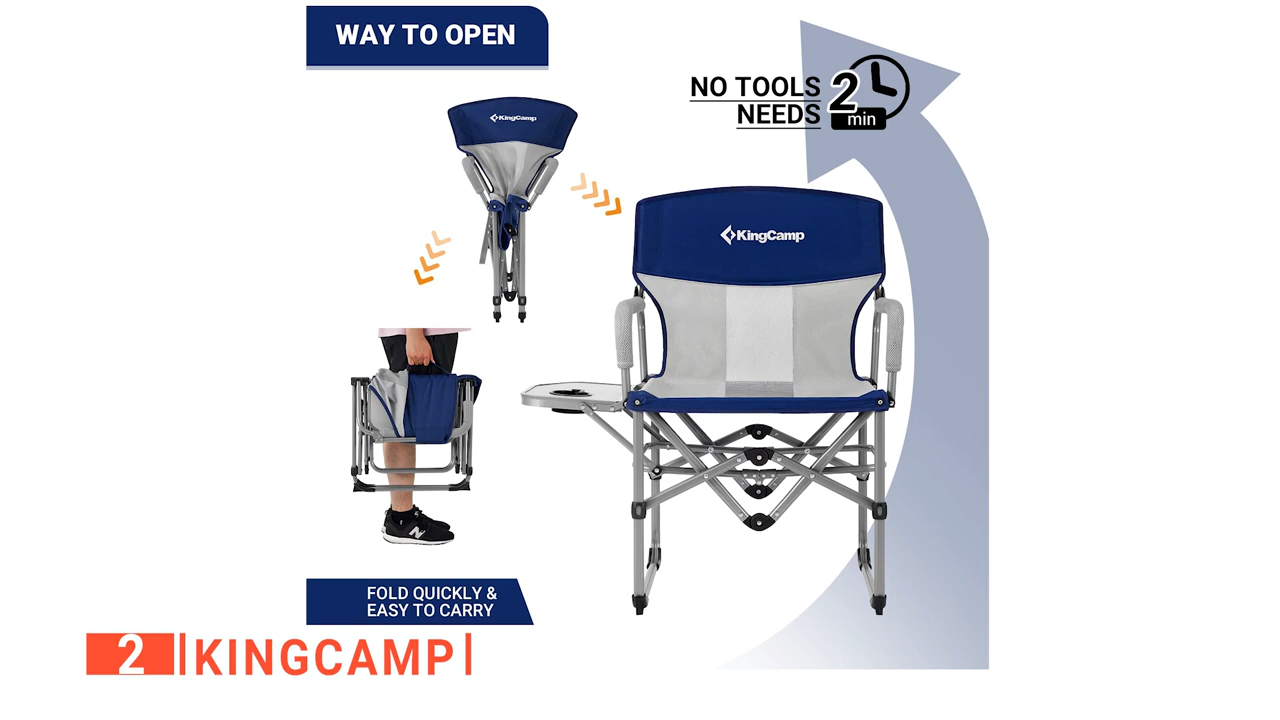 WAY TO OPEN
NO TOOLS
NEEDS
2
min
KingCamp
KingCamp
N
FOLD QUICKLY &
EASY TO CARRY
2 |KINGCAMP|